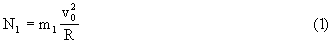 N₁ = m₁ v₀²/R (1)